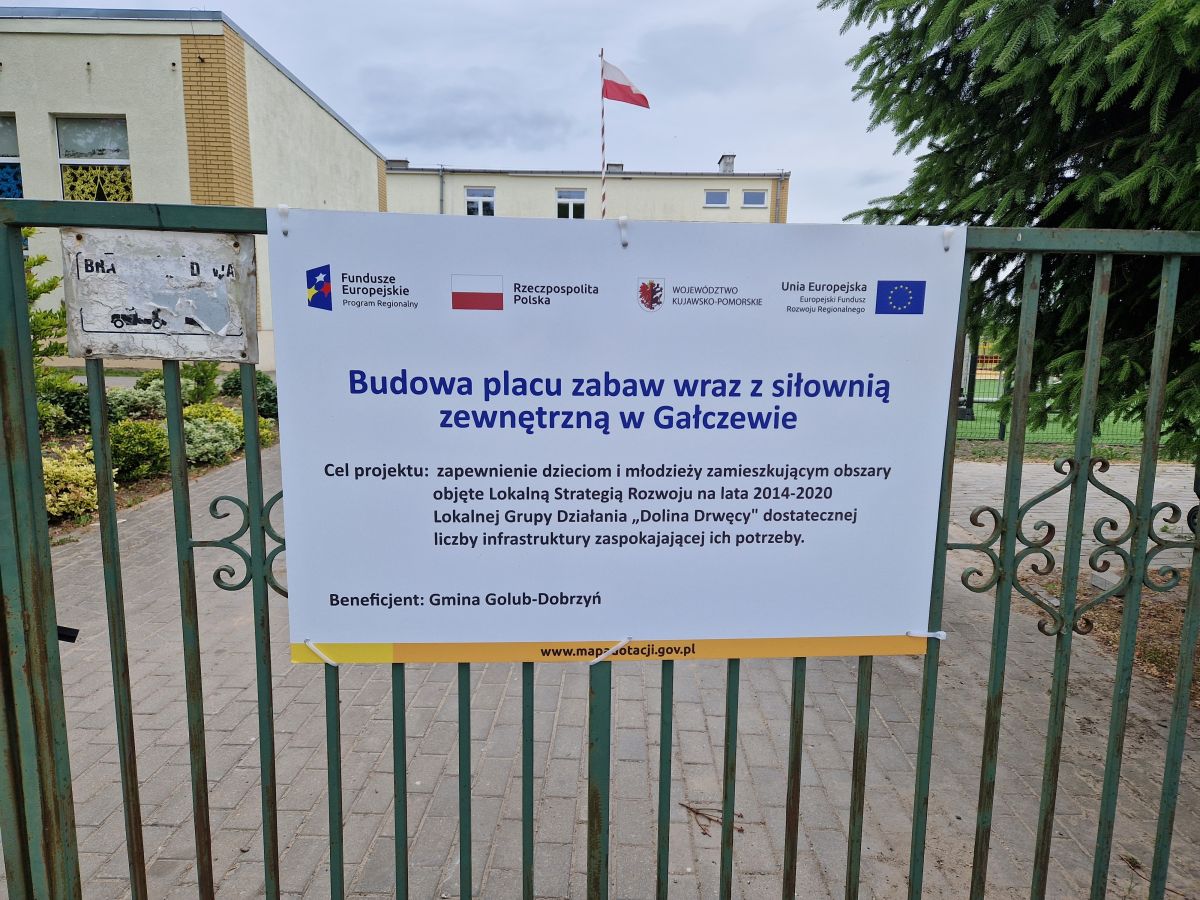 Fundusze
Europejskie
Program Regionalny
Rzeczpospolita
Polska
WOJEWÓDZTWO
KUJAWSKO-POMORSKIE
Unia Europejska
Europejski Fundusz
Rozwoju Regionalnego
Budowa placu zabaw wraz z siłownią
zewnętrzną w Gałczewie
Cel projektu: zapewnienie dzieciom i młodzieży zamieszkującym obszary
objęte Lokalną Strategią Rozwoju na lata 2014-2020
Lokalnej Grupy Działania „Dolina Drwęcy" dostatecznej
liczby infrastruktury zaspokajającej ich potrzeby.
Beneficjent: Gmina Golub-Dobrzyń
www.mapadotacji.gov.pl